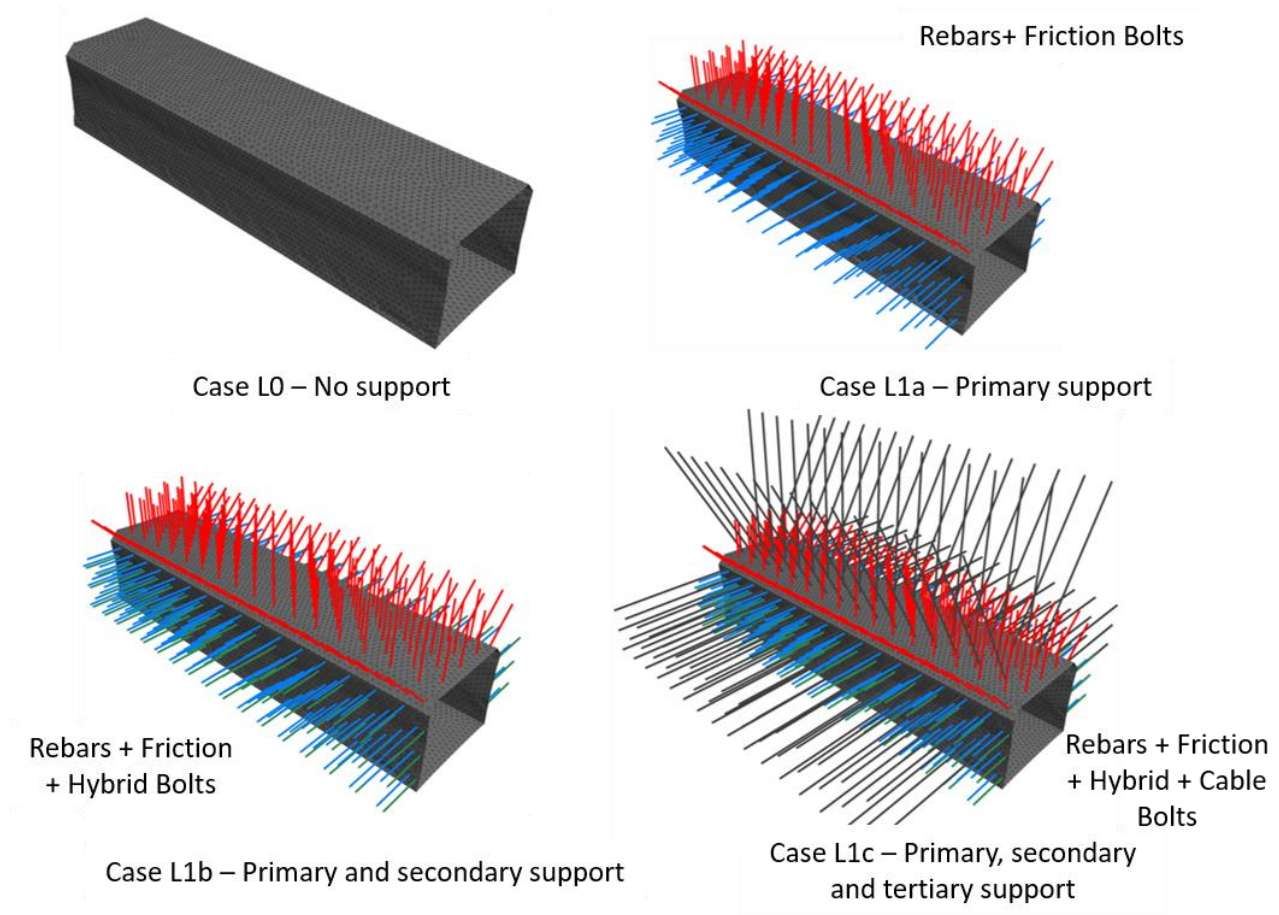 Rebars+ Friction Bolts
Case L0 – No support
Case L1a – Primary support
Rebars + Friction
+ Hybrid Bolts
Rebars + Friction
+ Hybrid + Cable
Bolts
Case L1b – Primary and secondary support
Case L1c – Primary, secondary
and tertiary support